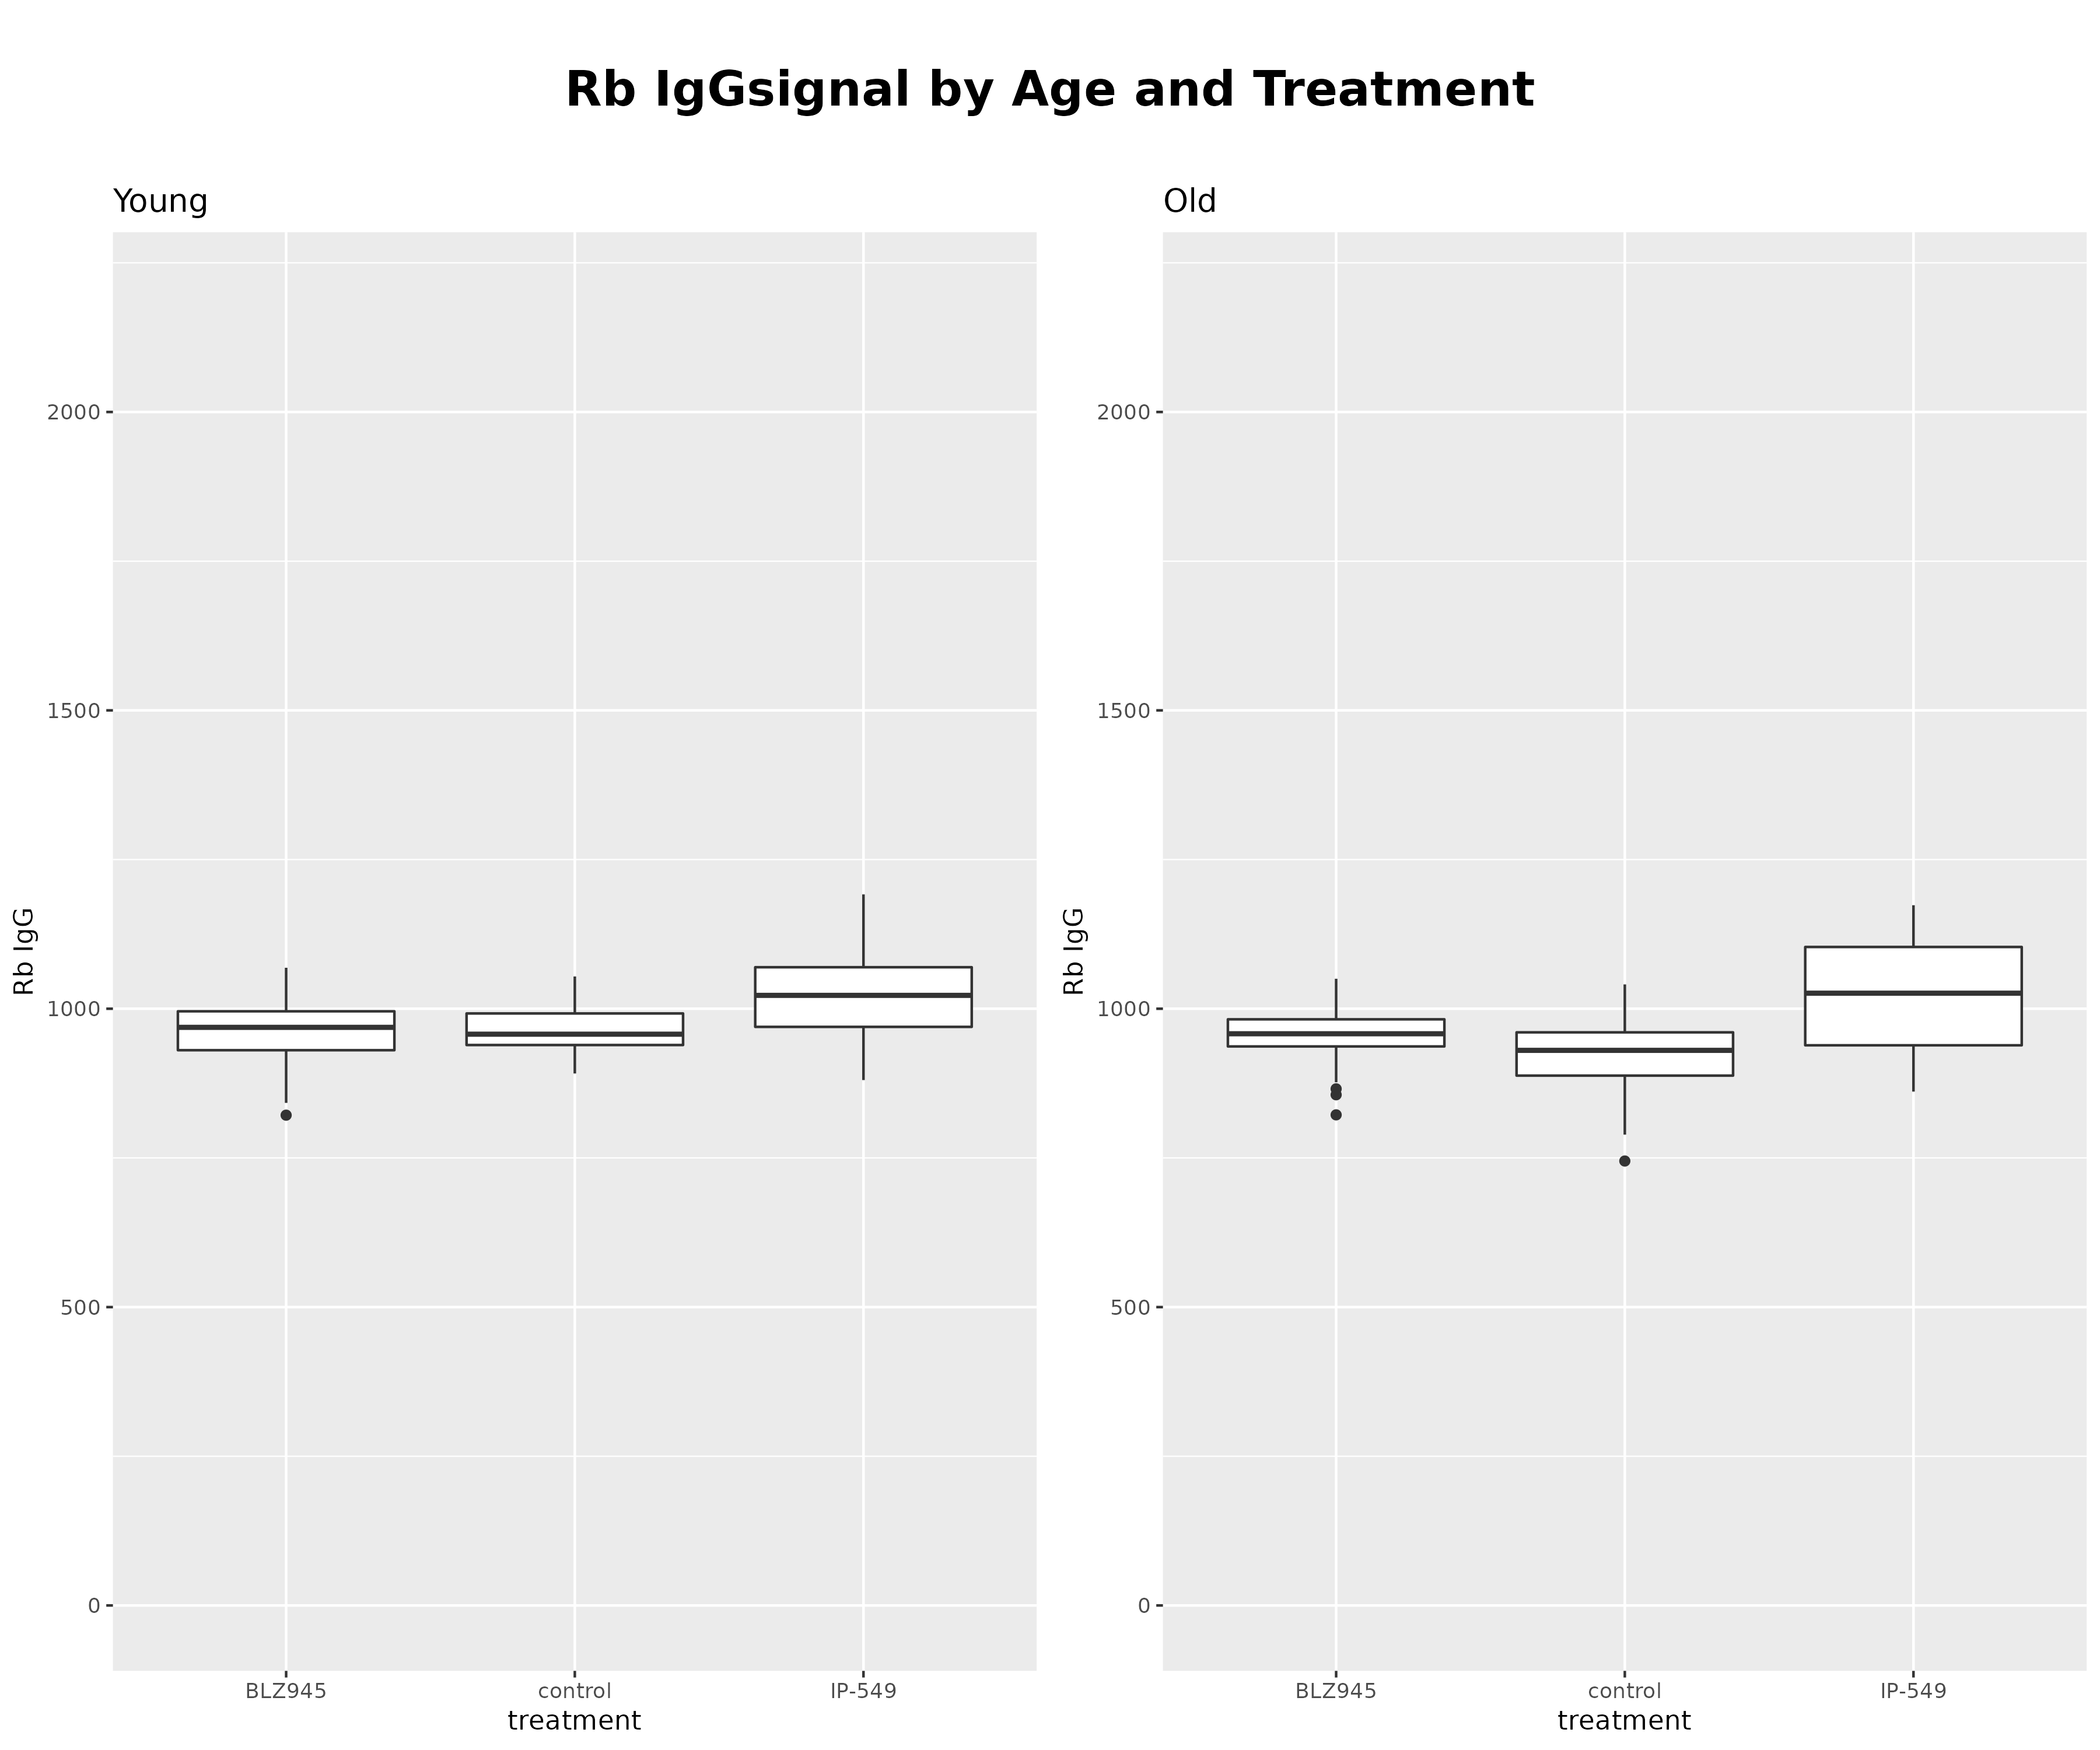 Rb IgGsignal by Age and Treatment
Young
Rb IgG
2000
1500
1000
500
0
BLZ945 control IP-549
treatment
Old
Rb IgG
2000
1500
1000
500
0
BLZ945 control IP-549
treatment